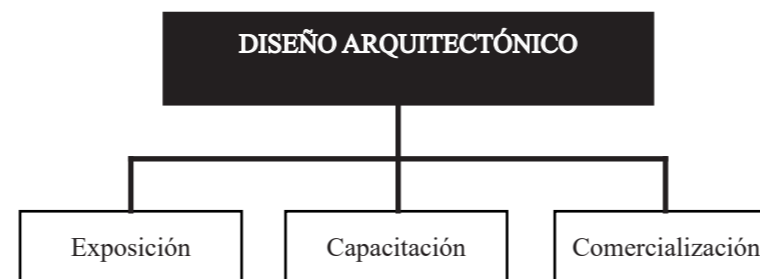 DISEÑO ARQUITECTÓNICO
Exposición
Capacitación
Comercialización